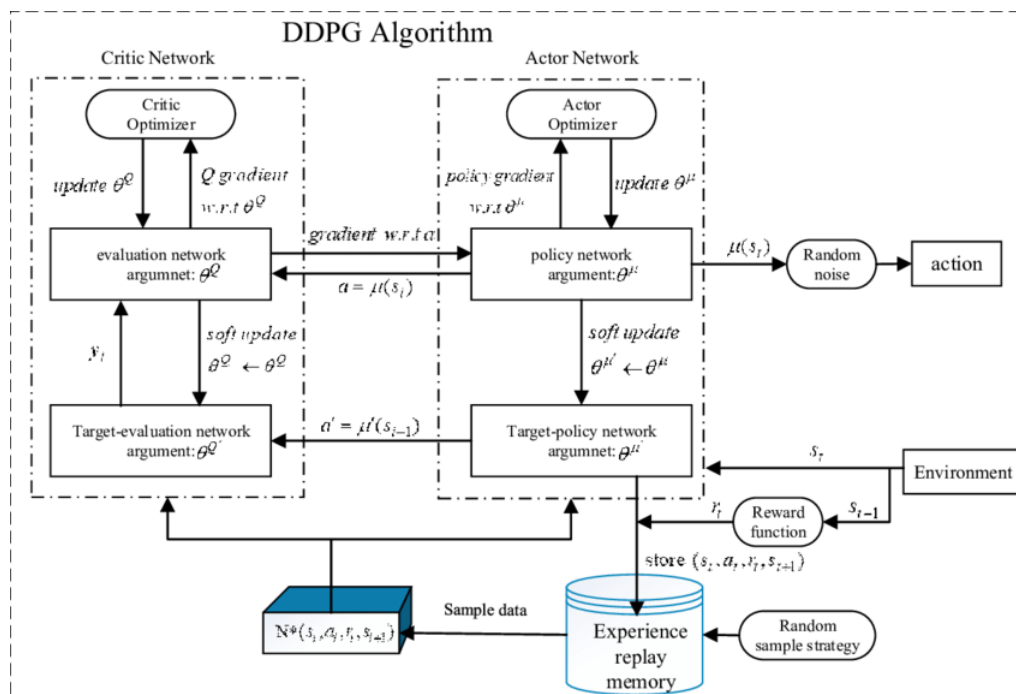 DDPG Algorithm
Critic Network
Actor Network
Critic
Optimizer
Actor
Optimizer
update θ^Q
Q gradient
w.r.t θ^Q
policy gradient
w.r.t θ^μ
update θ^μ
evaluation network
argumnet: θ^Q
gradient w.r.t a
a = μ(s_i)
policy network
argument: θ^μ
μ(s_t)
Random
noise
action
y_i
soft update
θ^Q' ← θ^Q
soft update
θ^μ' ← θ^μ
Target-evaluation network
argument: θ^Q'
a' = μ'(s_{i-1})
Target-policy network
argumnet: θ^μ'
s_t
Environment
r_t
Reward
function
s_{t-1}
store (s_t, a_t, r_t, s_{t+1})
N*(s_i, a_i, r_i, s_{i+1})
Sample data
Experience
replay
memory
Random
sample strategy